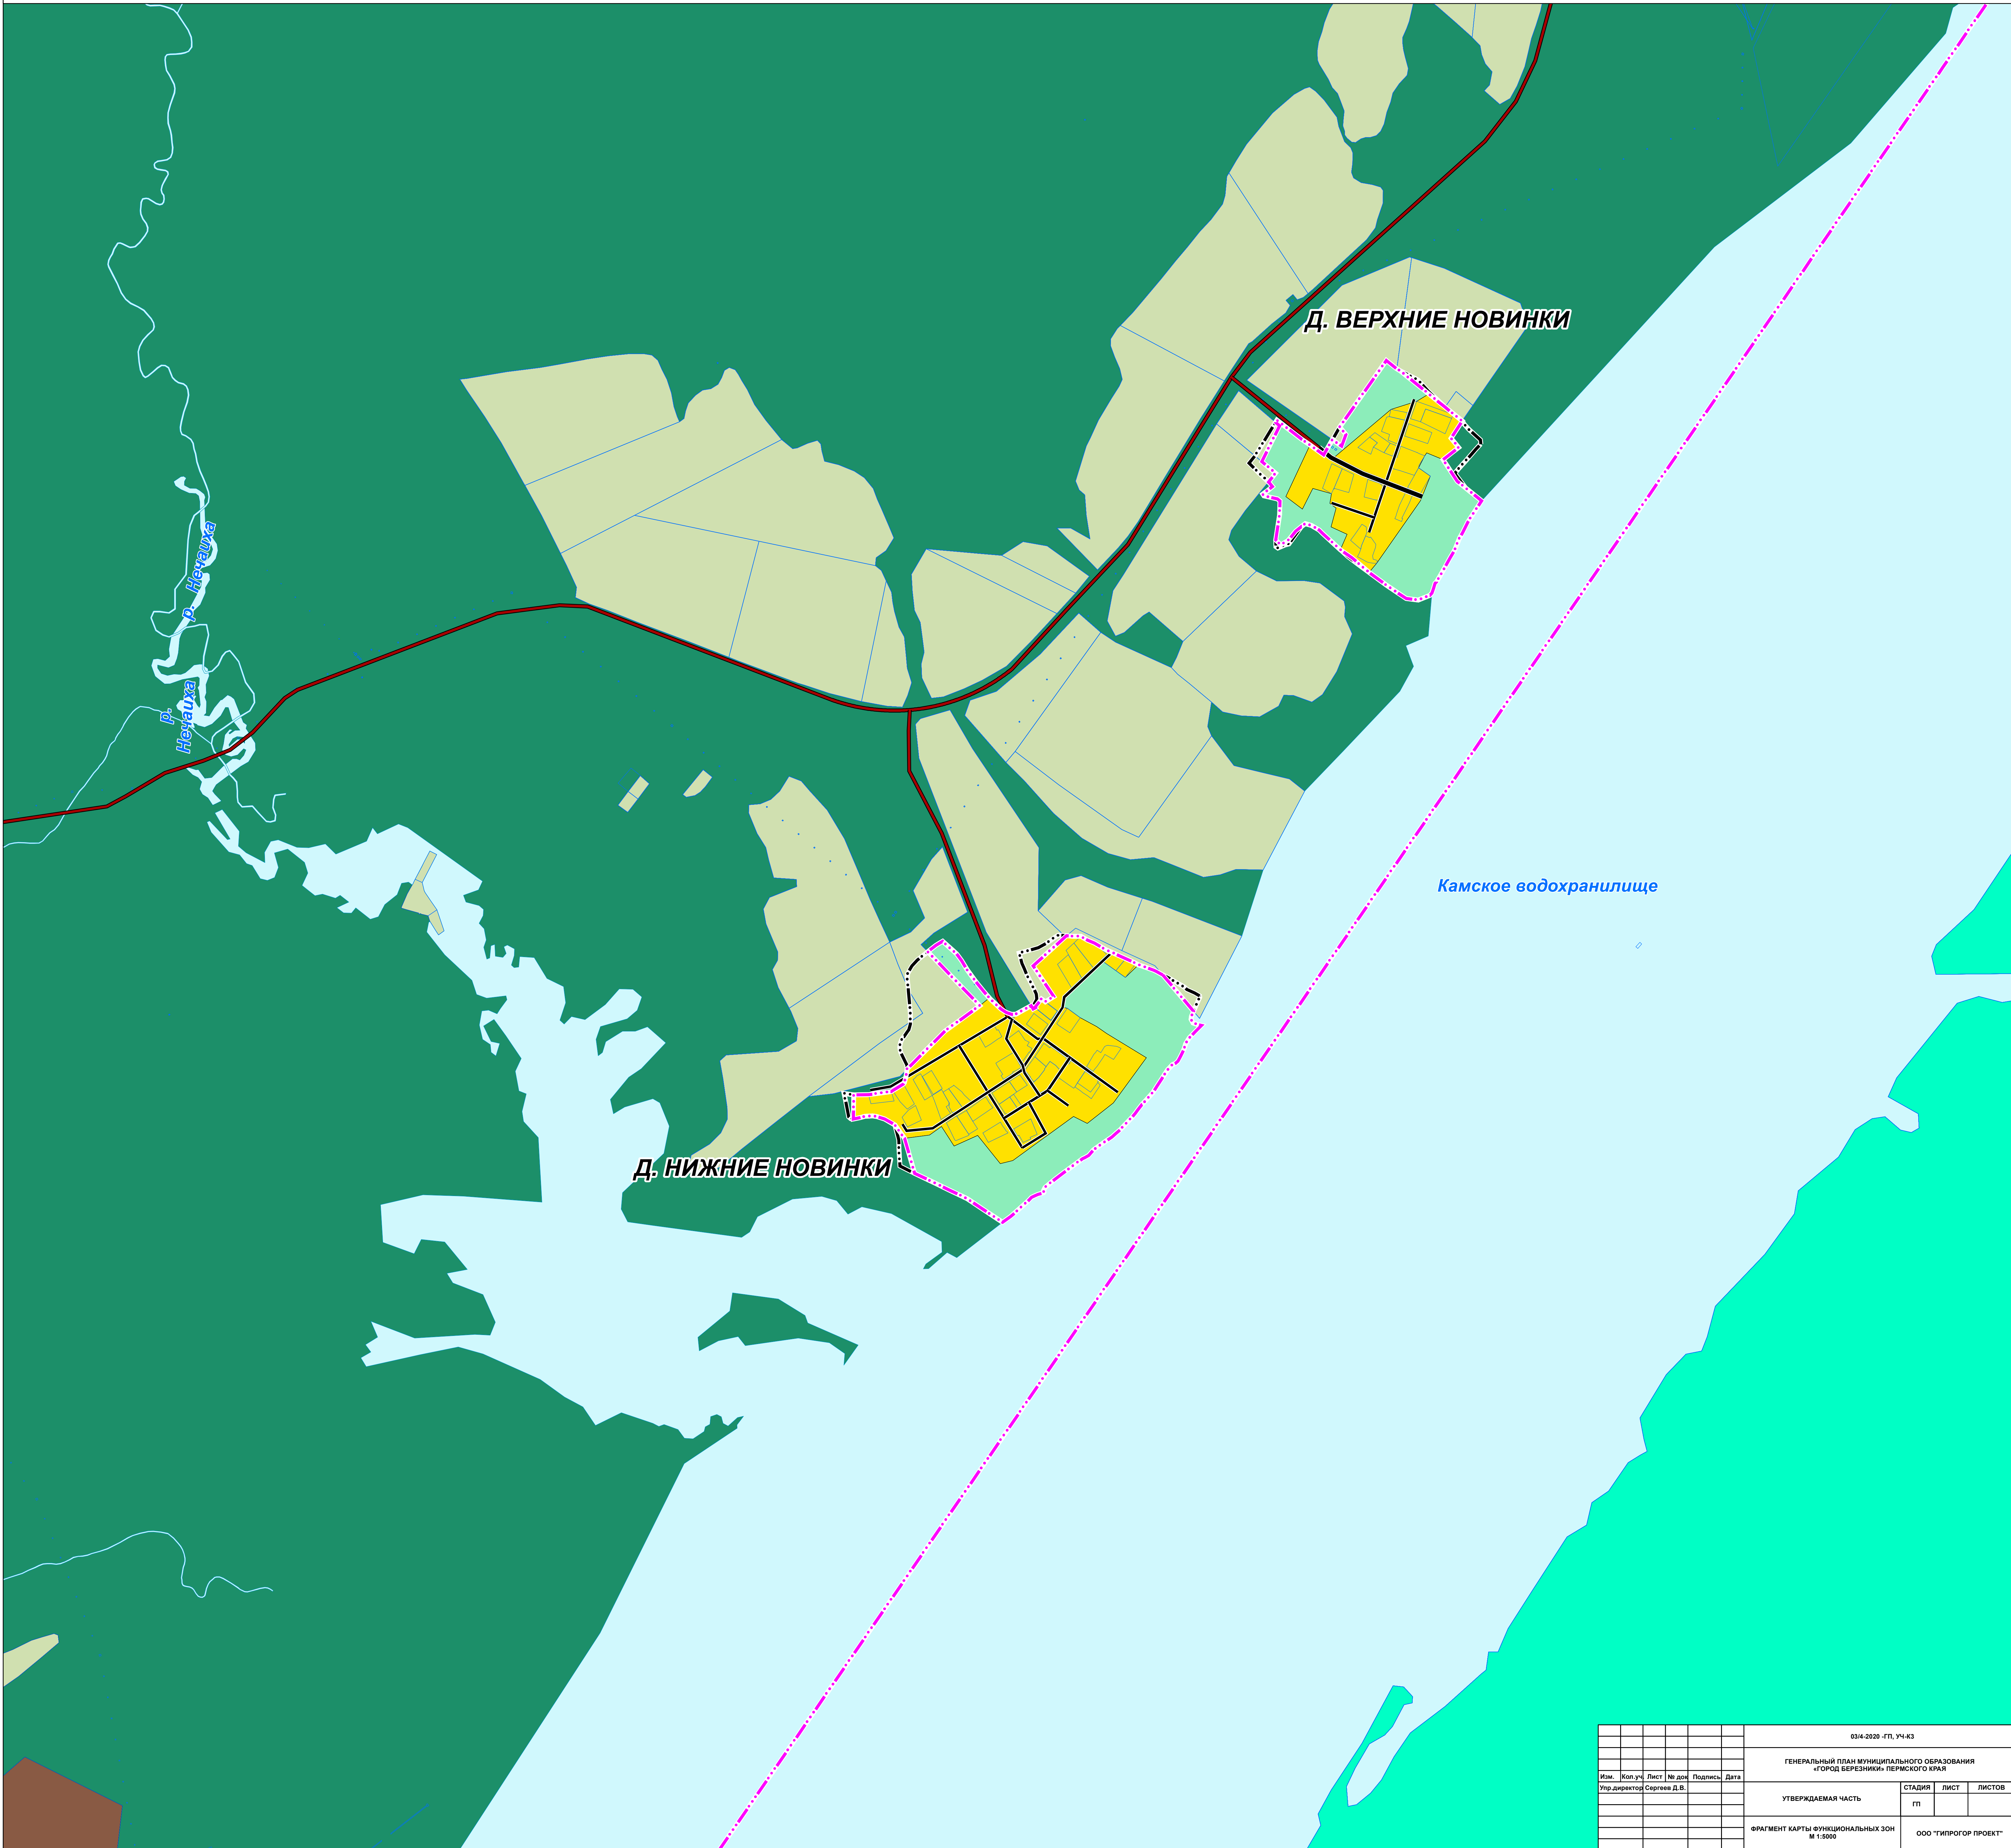 Д. ВЕРХНИЕ НОВИНКИ
р. Нечаиха
р.
Нечаиха
Камское водохранилище
Д. НИЖНИЕ НОВИНКИ
03/4-2020 -ГП, УЧ-КЗ
ГЕНЕРАЛЬНЫЙ ПЛАН МУНИЦИПАЛЬНОГО ОБРАЗОВАНИЯ
«ГОРОД БЕРЕЗНИКИ» ПЕРМСКОГО КРАЯ
Изм. Кол.уч Лист № док Подпись Дата
Упр.директор Сергеев Д.В.
УТВЕРЖДАЕМАЯ ЧАСТЬ
СТАДИЯ ЛИСТ ЛИСТОВ
ГП
ФРАГМЕНТ КАРТЫ ФУНКЦИОНАЛЬНЫХ ЗОН
М 1:5000
ООО "ГИПРОГОР ПРОЕКТ"